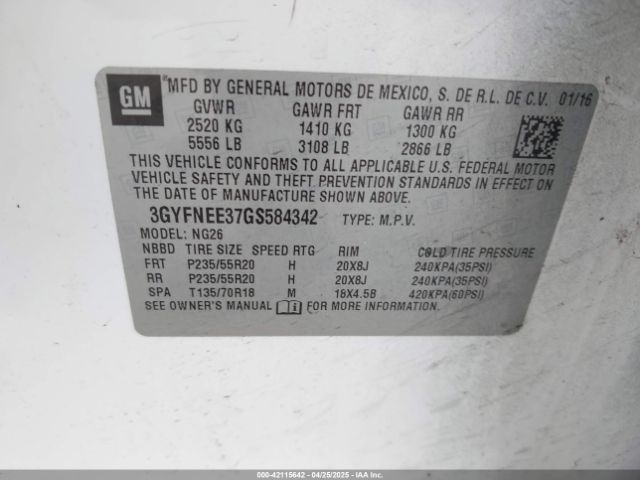 GM
MFD BY GENERAL MOTORS DE MEXICO, S. DE R.L. DE C.V. 01/16
GVWR GAWR FRT GAWR RR
2520 KG 1410 KG 1300 KG
5556 LB 3108 LB 2866 LB
THIS VEHICLE CONFORMS TO ALL APPLICABLE U.S. FEDERAL MOTOR
VEHICLE SAFETY AND THEFT PREVENTION STANDARDS IN EFFECT ON
THE DATE OF MANUFACTURE SHOWN ABOVE.
3GYFNEE37GS584342 TYPE: M.P.V.
MODEL: NG26
NBBD TIRE SIZE SPEED RTG RIM COLD TIRE PRESSURE
FRT P235/55R20 H 20X8J 240KPA(35PSI)
RR P235/55R20 H 20X8J 240KPA(35PSI)
SPA T135/70R18 M 18X4.5B 420KPA(60PSI)
SEE OWNER'S MANUAL i FOR MORE INFORMATION.
000-42115642 - 04/25/2025 - IAAI.COM